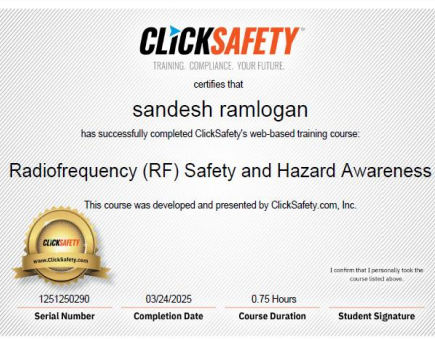 CLICKSAFETY
TRAINING. COMPLIANCE. YOUR FUTURE.
certifies that
sandesh ramlogan
has successfully completed ClickSafety's web-based training course:
Radiofrequency (RF) Safety and Hazard Awareness
This course was developed and presented by ClickSafety.com, Inc.
CLICKSAFETY
www.ClickSafety.com
I confirm that I personally took the
course listed above.
1251250290 03/24/2025 0.75 Hours
Serial Number Completion Date Course Duration Student Signature